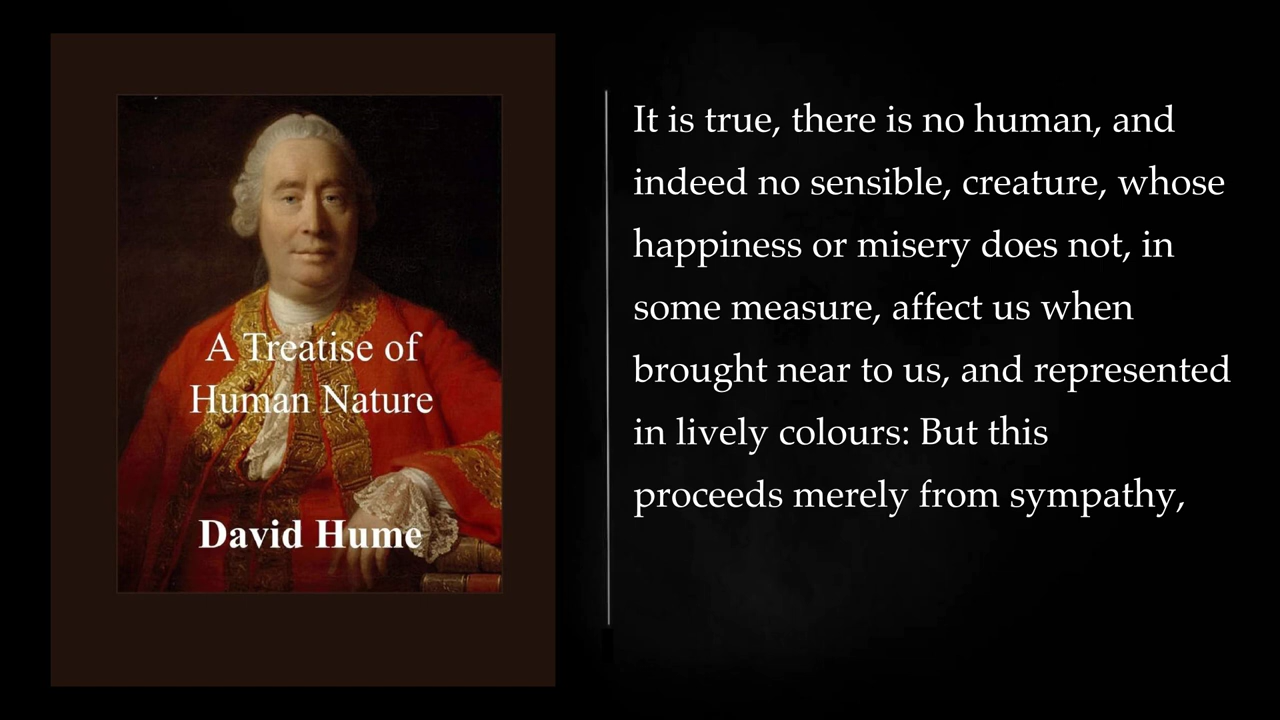 A Treatise of
Human Nature
David Hume
It is true, there is no human, and
indeed no sensible, creature, whose
happiness or misery does not, in
some measure, affect us when
brought near to us, and represented
in lively colours: But this
proceeds merely from sympathy,